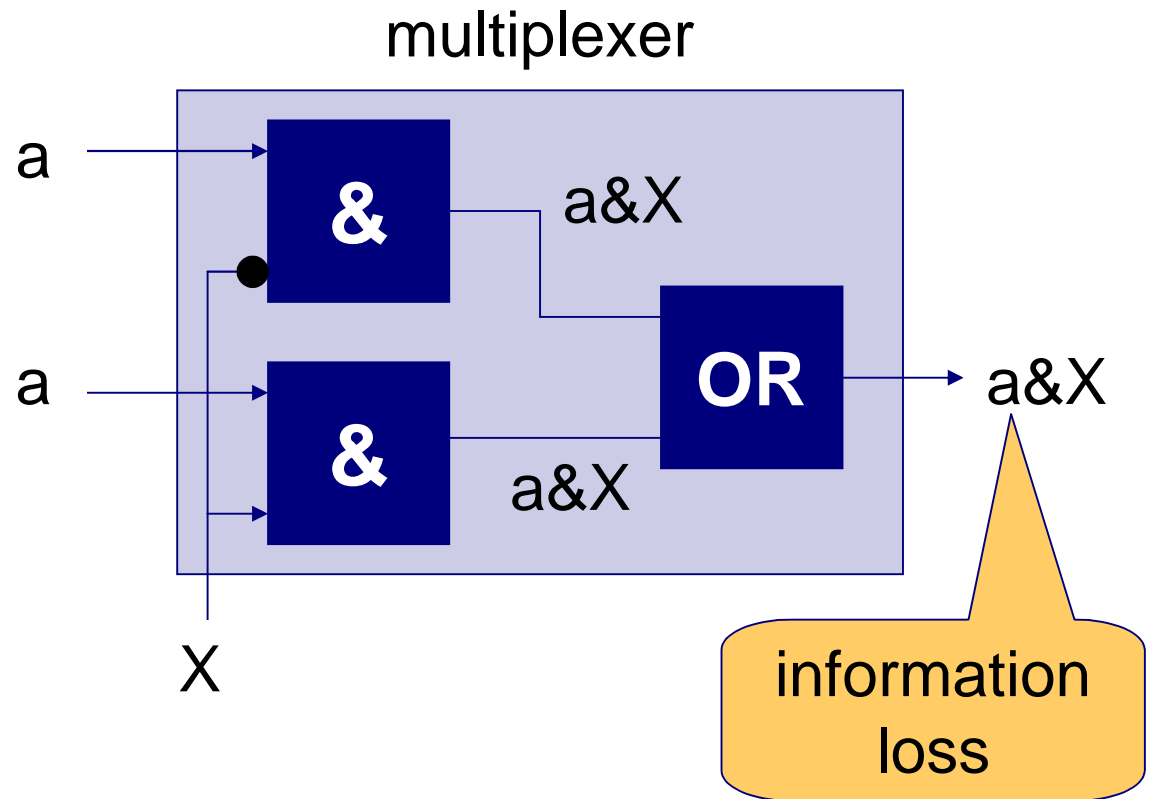 multiplexer
a
&
a&X
a
&
a&X
OR
a&X
X
information
loss